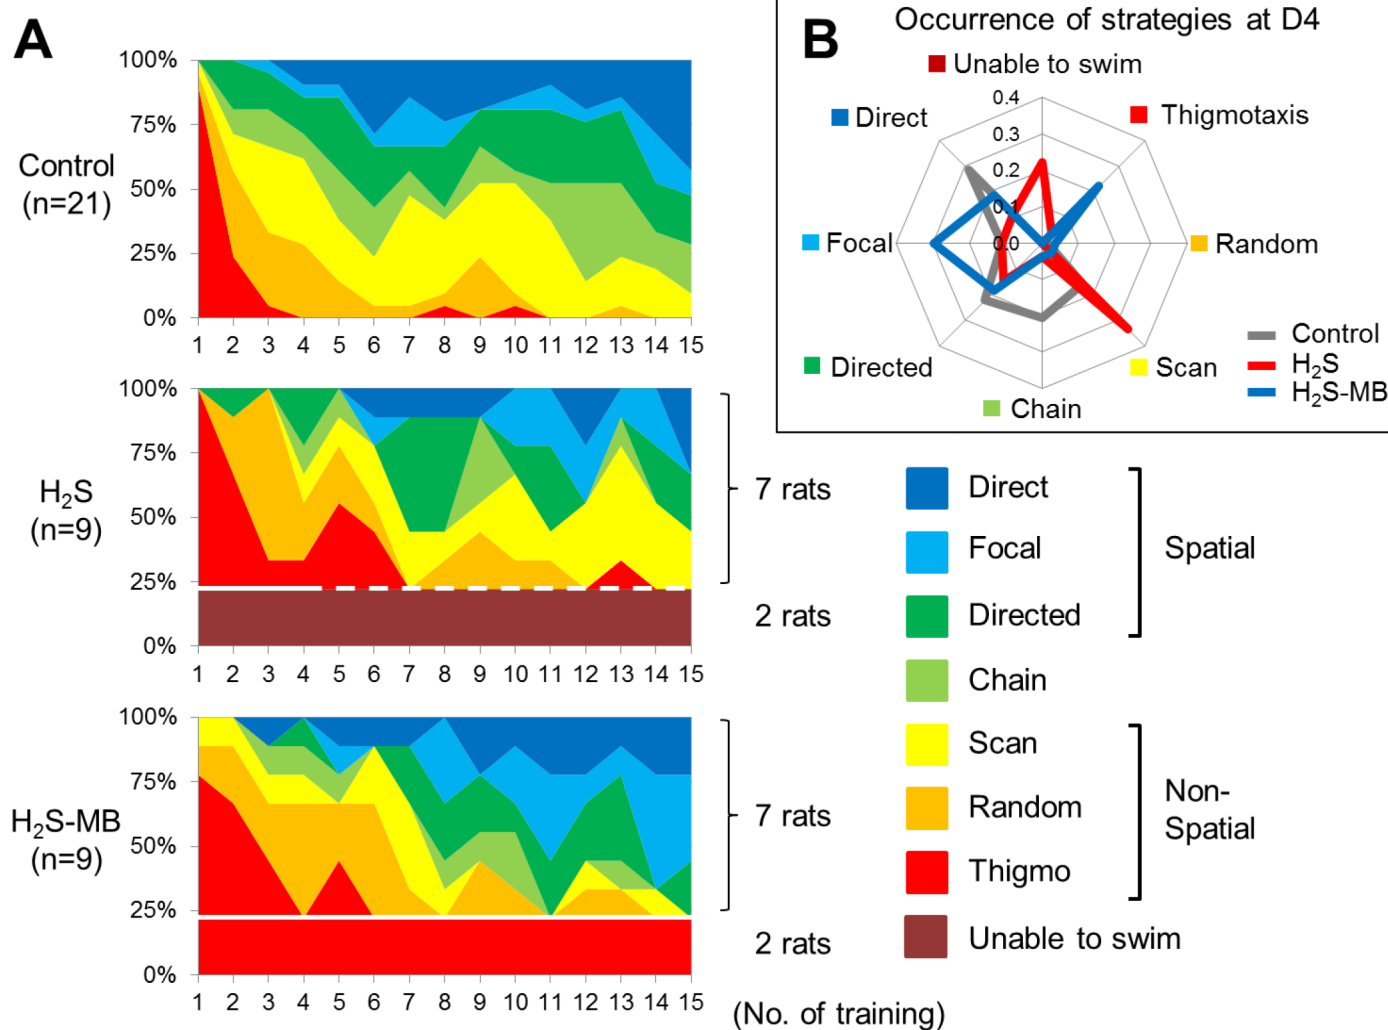 A
100%
75%
50%
25%
0%
Control
(n=21)
1 2 3 4 5 6 7 8 9 10 11 12 13 14 15
100%
75%
50%
25%
0%
H₂S
(n=9)
7 rats
2 rats
1 2 3 4 5 6 7 8 9 10 11 12 13 14 15
100%
75%
50%
25%
0%
H₂S-MB
(n=9)
7 rats
2 rats
1 2 3 4 5 6 7 8 9 10 11 12 13 14 15
(No. of training)
B
Occurrence of strategies at D4
Unable to swim
Direct
Thigmotaxis
Focal
Random
Directed
Scan
Chain
0.4
0.3
0.2
0.1
0.0
Control
H₂S
H₂S-MB
Direct
Focal
Directed
Spatial
Chain
Scan
Random
Thigmo
Non-
Spatial
Unable to swim